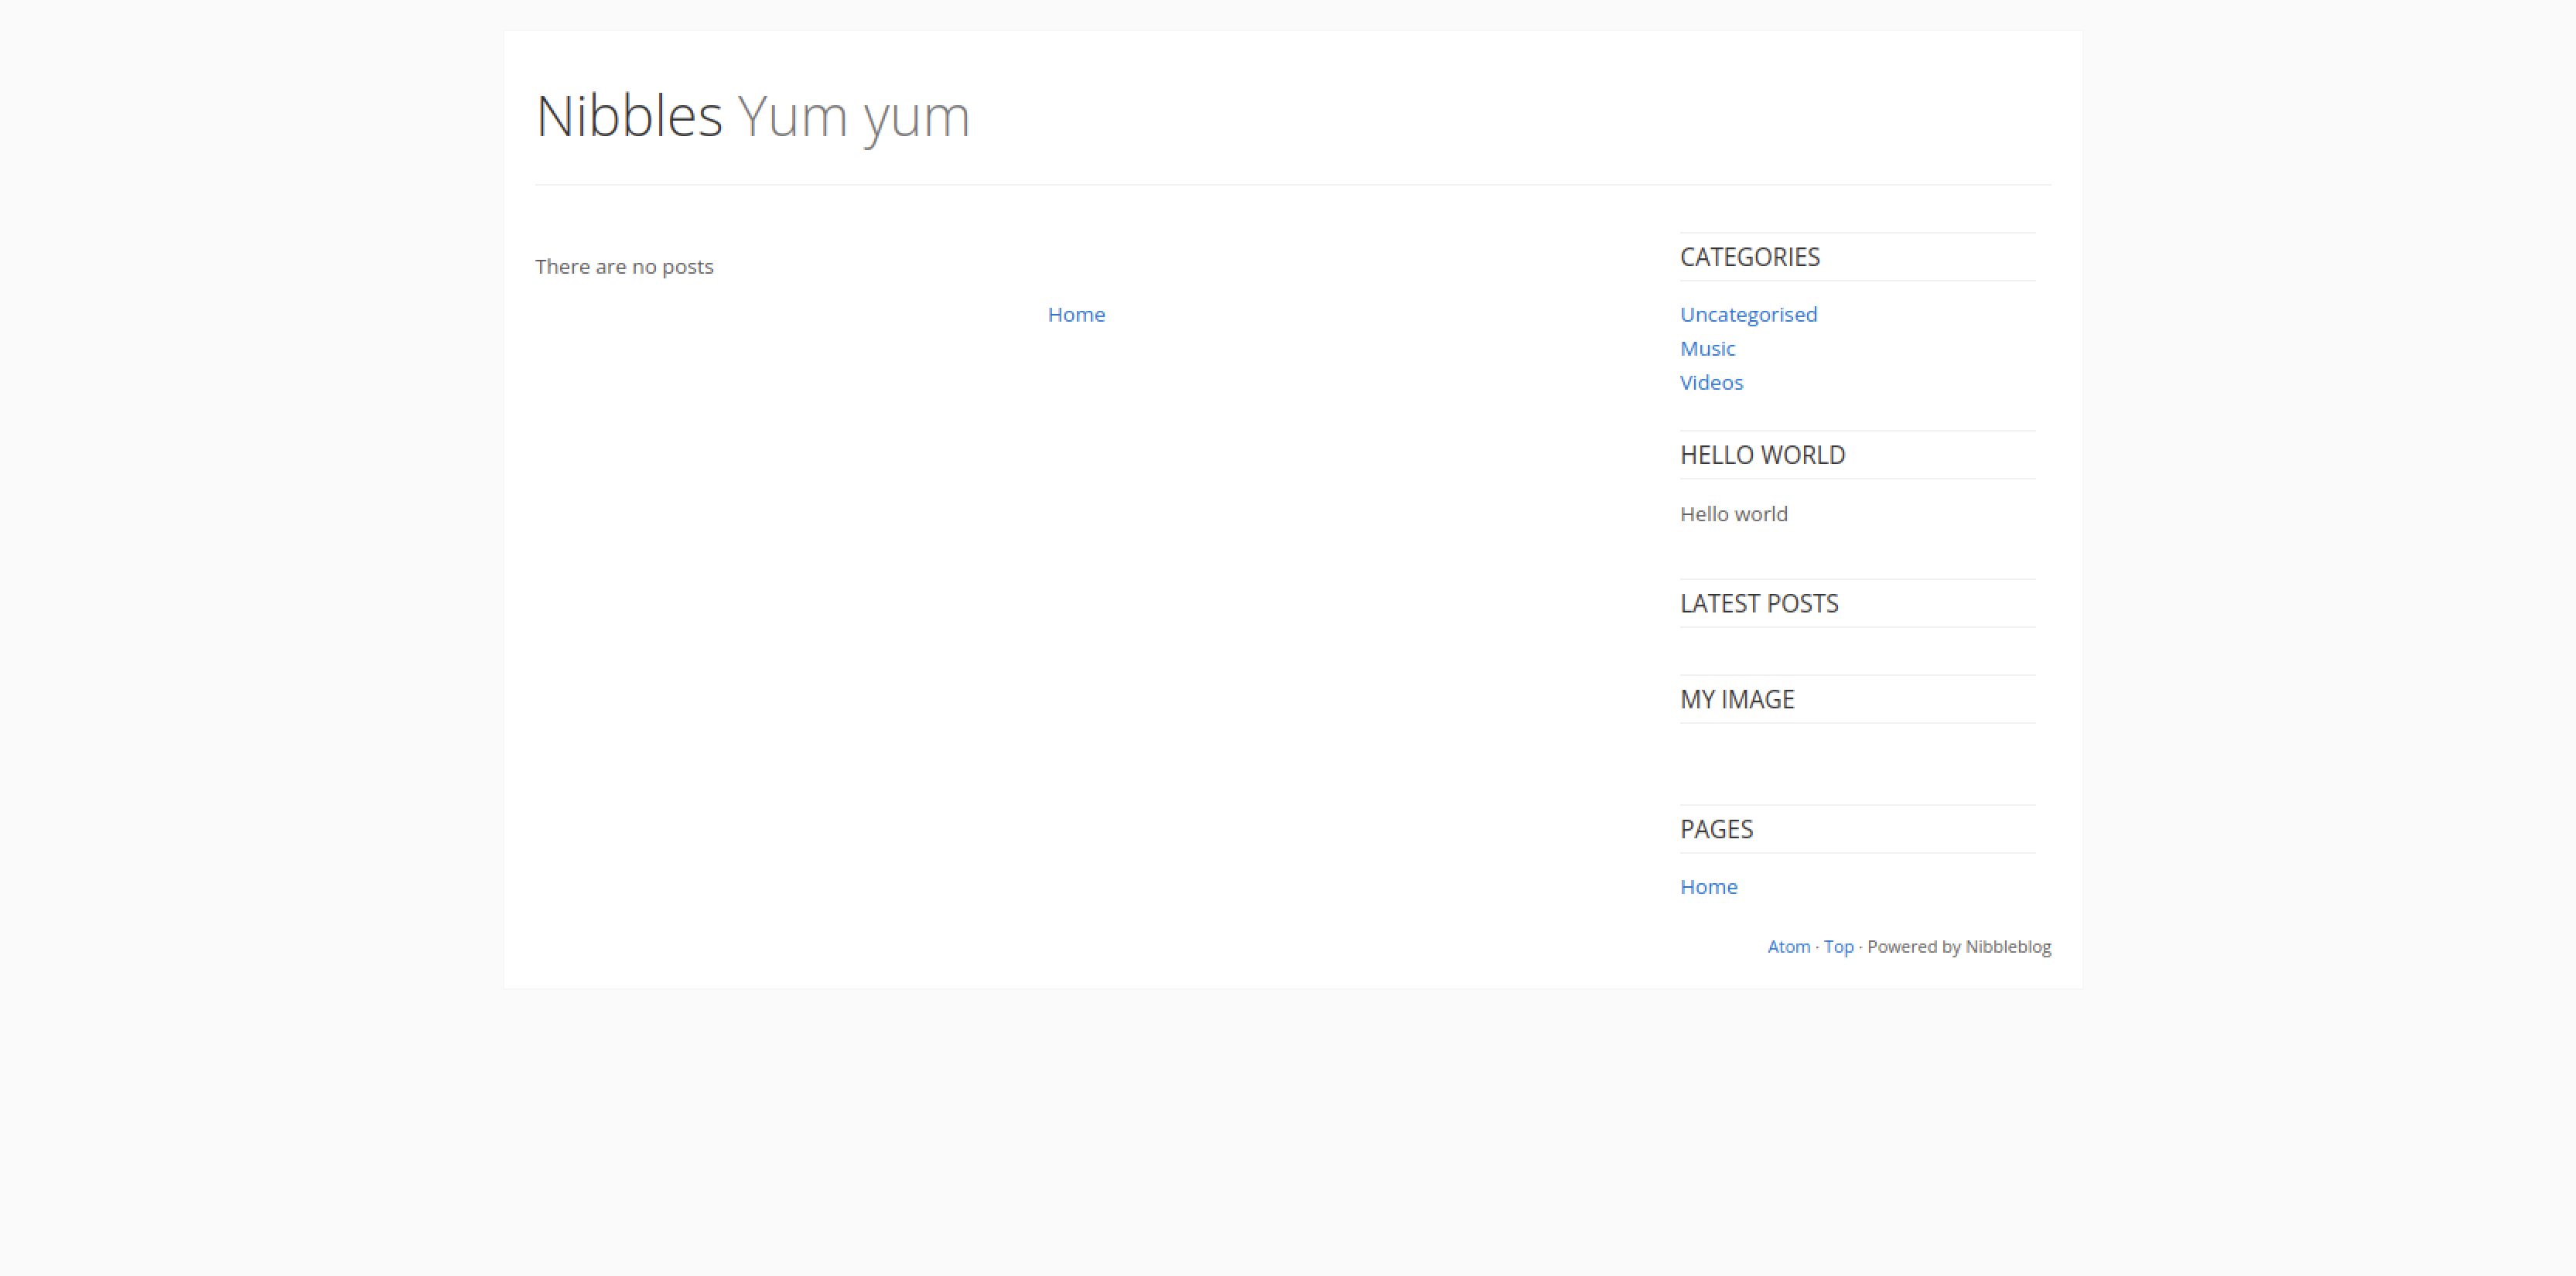 Nibbles Yum yum
There are no posts
Home
CATEGORIES
Uncategorised
Music
Videos
HELLO WORLD
Hello world
LATEST POSTS
MY IMAGE
PAGES
Home
Atom · Top · Powered by Nibbleblog